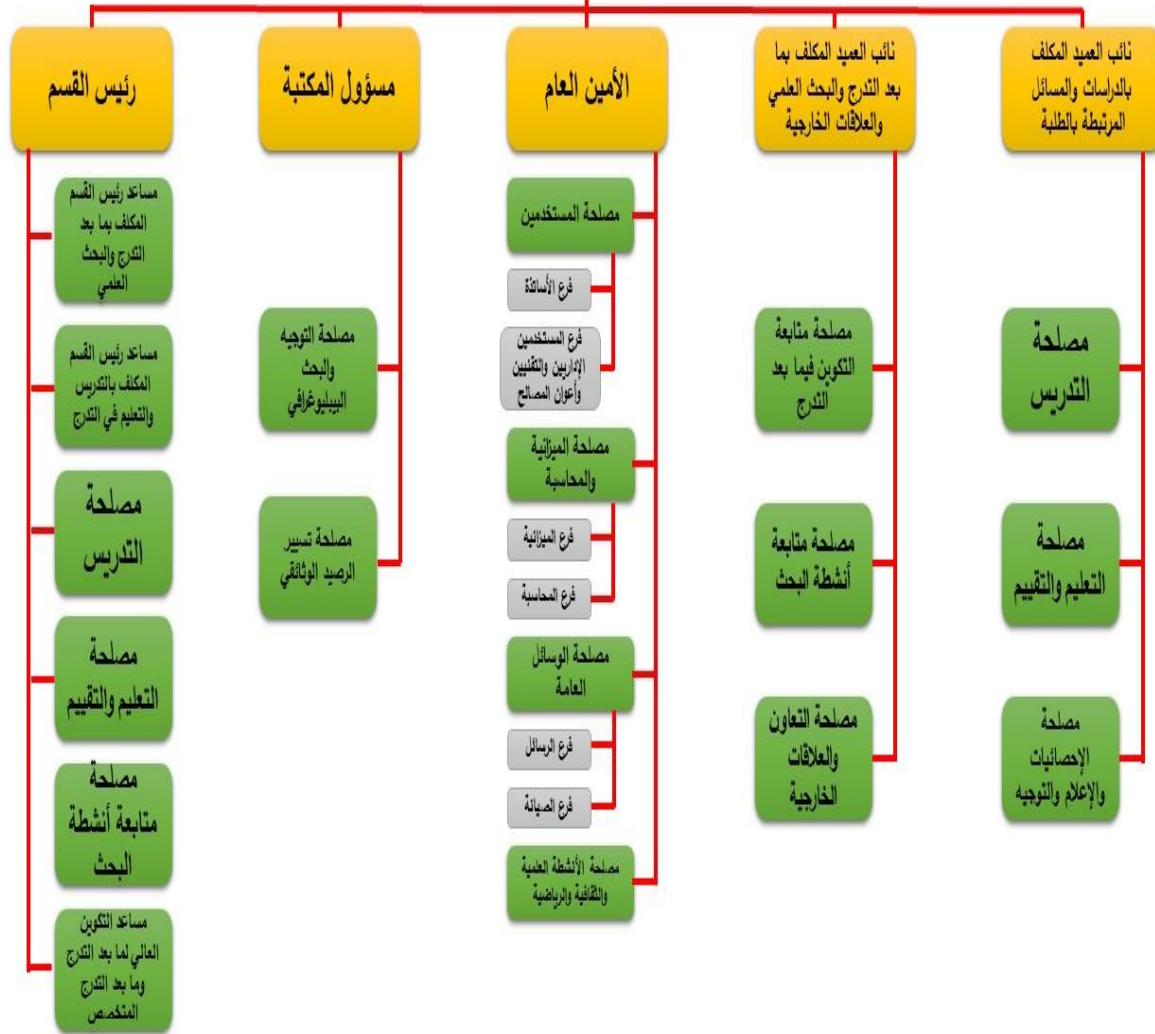 نائب العميد المكلف
بالدراسات والمسائل
المرتبطة بالطلبة
مصلحة
التدريس
مصلحة
التعليم والتقييم
مصلحة
الإحصائيات
والإعلام والتوجيه
نائب العميد المكلف بما
بعد التدرج والبحث العلمي
والعلاقات الخارجية
مصلحة متابعة
التكوين فيما بعد
التدرج
مصلحة متابعة
أنشطة البحث
مصلحة التعاون
والعلاقات
الخارجية
الأمين العام
مصلحة المستخدمين
فرع الأساتذة
فرع المستخدمين
الإداريين والتقنيين
وأعوان المصالح
مصلحة الميزانية
والمحاسبة
فرع الميزانية
فرع المحاسبة
مصلحة الوسائل
العامة
فرع الرسائل
فرع الصيانة
مصلحة الأنشطة العلمية
والثقافية والرياضية
مسؤول المكتبة
مصلحة التوجيه
والبحث
البيبليوغرافي
مصلحة تسيير
الرصيد الوثائقي
رئيس القسم
مساعد رئيس القسم
المكلف بما بعد
التدرج والبحث
العلمي
مساعد رئيس القسم
المكلف بالتدريس
والتعليم في التدرج
مصلحة
التدريس
مصلحة
التعليم والتقييم
مصلحة
متابعة أنشطة
البحث
مساعد التكوين
العالي لما بعد التدرج
وما بعد التدرج
المتخصص